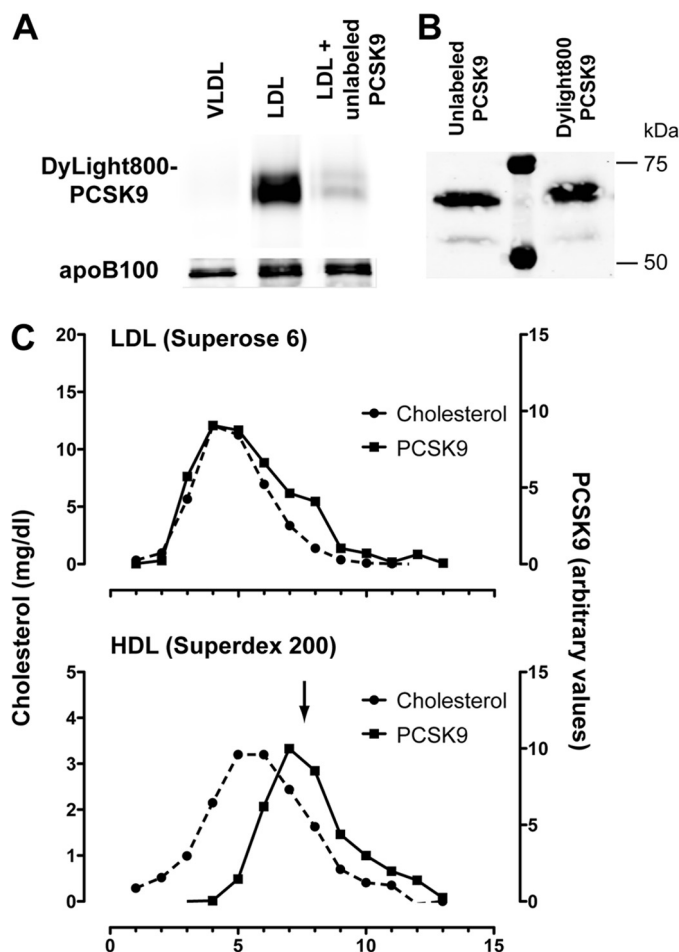 A
VLDL
LDL
LDL +
unlabeled
PCSK9
DyLight800-
PCSK9
apoB100
B
Unlabeled
PCSK9
Dylight800
PCSK9
kDa
75
50
C
LDL (Superose 6)
20
15
10
5
0
15
10
5
0
Cholesterol
PCSK9
Cholesterol (mg/dl)
PCSK9 (arbitrary values)
HDL (Superdex 200)
5
4
3
2
1
0
15
10
5
0
Cholesterol
PCSK9
0
5
10
15